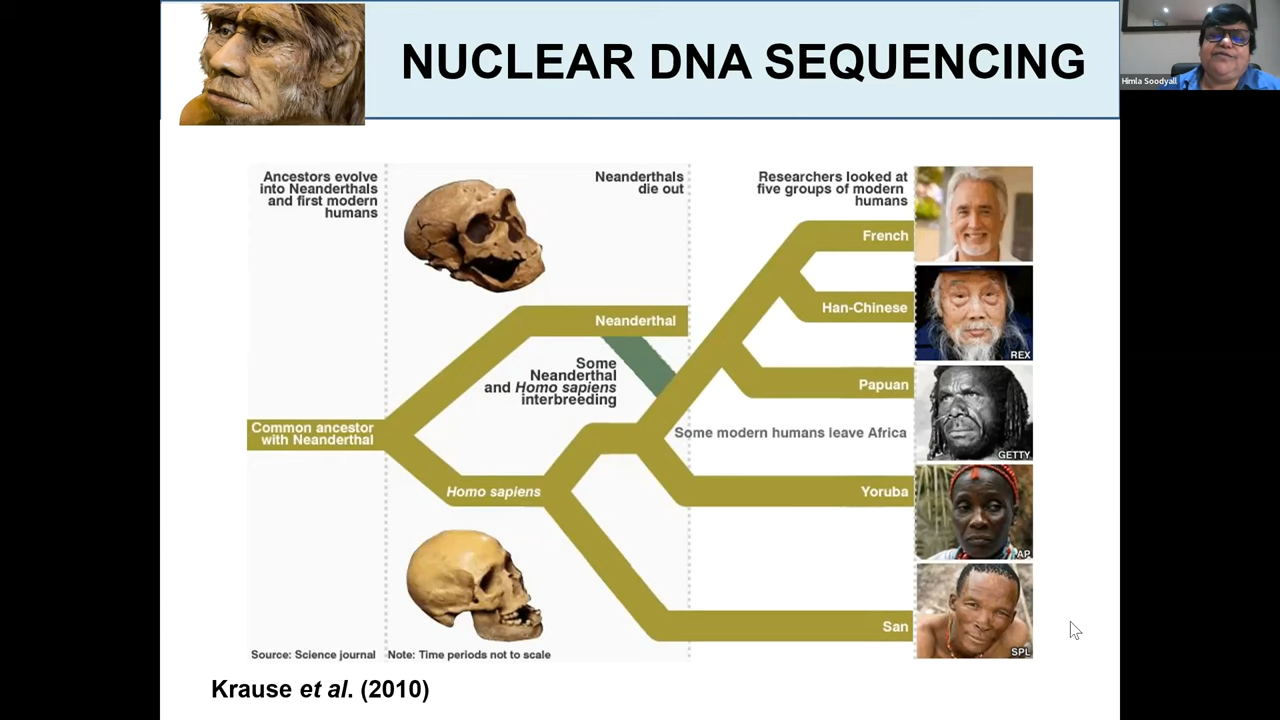 NUCLEAR DNA SEQUENCING
Himla Soodyall
Ancestors evolve
into Neanderthals
and first modern
humans
Neanderthals
die out
Researchers looked at
five groups of modern
humans
French
Han-Chinese
REX
Neanderthal
Some
Neanderthal
and Homo sapiens
interbreeding
Papuan
Common ancestor
with Neanderthal
Some modern humans leave Africa
GETTY
Homo sapiens
Yoruba
AP
San
SPL
Source: Science journal
Note: Time periods not to scale
Krause et al. (2010)